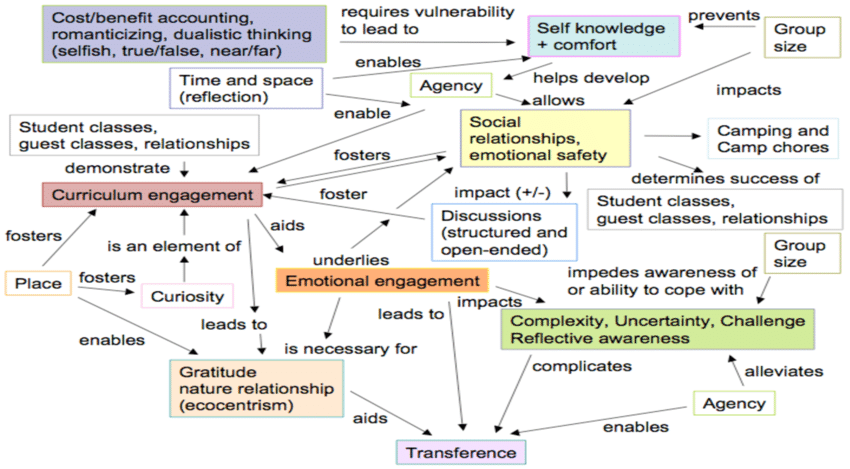 Cost/benefit accounting,
romanticizing, dualistic thinking
(selfish, true/false, near/far)
requires vulnerability
to lead to
Self knowledge
+ comfort
prevents
Group
size
Time and space
(reflection)
enables
Agency
helps develop
enable
allows
impacts
Student classes,
guest classes, relationships
Social
relationships,
emotional safety
Camping and
Camp chores
demonstrate
fosters
determines success of
Curriculum engagement
foster
impact (+/-)
Student classes,
guest classes, relationships
Discussions
(structured and
open-ended)
aids
fosters
is an element of
underlies
Group
size
Place
fosters
Curiosity
Emotional engagement
impedes awareness of
or ability to cope with
impacts
enables
leads to
leads to
Complexity, Uncertainty, Challenge
Reflective awareness
is necessary for
Gratitude
nature relationship
(ecocentrism)
complicates
alleviates
Agency
aids
enables
Transference